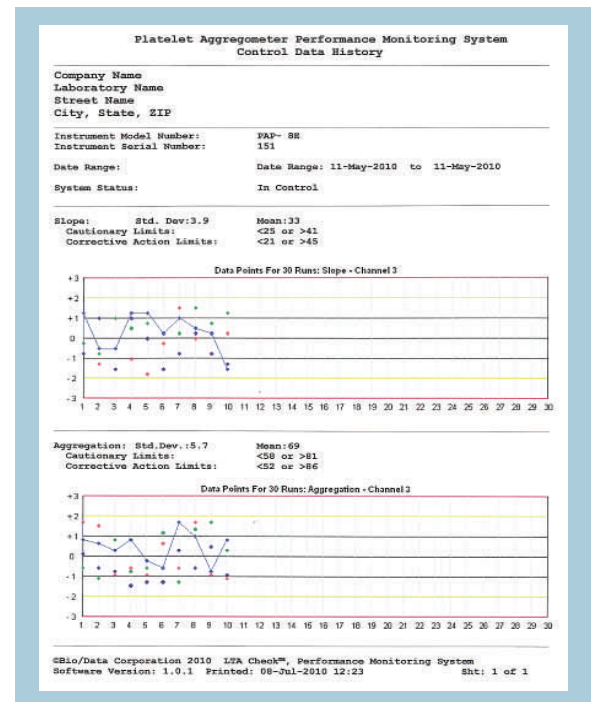 Platelet Aggregometer Performance Monitoring System
Control Data History
Company Name
Laboratory Name
Street Name
City, State, ZIP
Instrument Model Number: PAP- 8E
Instrument Serial Number: 151
Date Range: Date Range: 11-May-2010 to 11-May-2010
System Status: In Control
Slope: Std. Dev:3.9 Mean:33
Cautionary Limits: <25 or >41
Corrective Action Limits: <21 or >45
Data Points For 30 Runs: Slope - Channel 3
+3
+2
+1
0
-1
-2
-3
1 2 3 4 5 6 7 8 9 10 11 12 13 14 15 16 17 18 19 20 21 22 23 24 25 26 27 28 29 30
Aggregation: Std.Dev.:5.7 Mean:69
Cautionary Limits: <58 or >81
Corrective Action Limits: <52 or >86
Data Points For 30 Runs: Aggregation - Channel 3
+3
+2
+1
0
-1
-2
-3
1 2 3 4 5 6 7 8 9 10 11 12 13 14 15 16 17 18 19 20 21 22 23 24 25 26 27 28 29 30
©Bio/Data Corporation 2010 LTA Check℠, Performance Monitoring System
Software Version: 1.0.1 Printed: 08-Jul-2010 12:23 Sht: 1 of 1